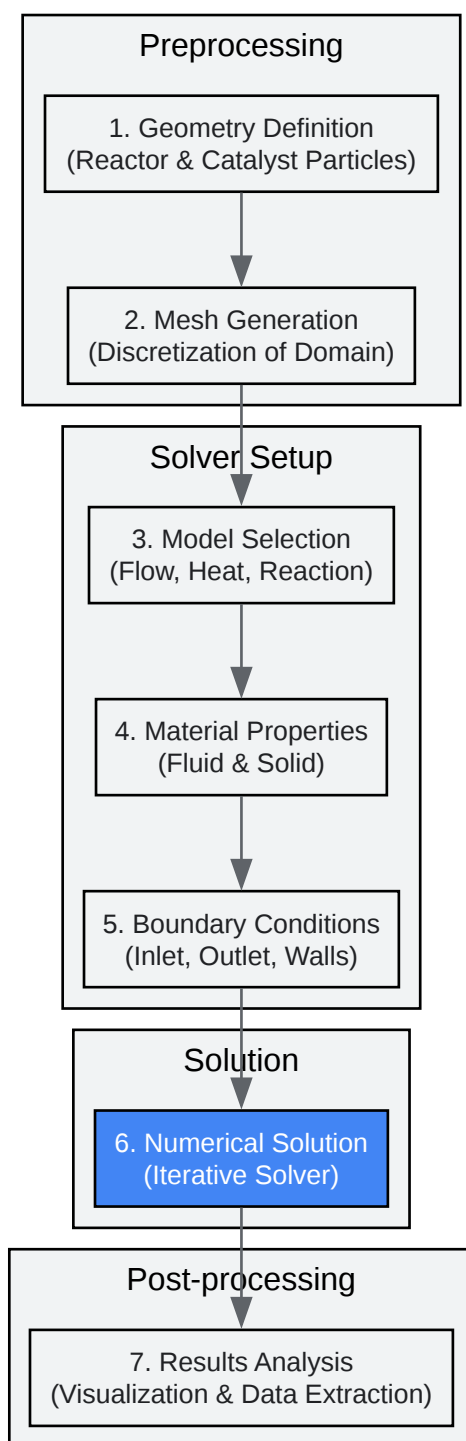 Preprocessing
1. Geometry Definition
(Reactor & Catalyst Particles)
2. Mesh Generation
(Discretization of Domain)
Solver Setup
3. Model Selection
(Flow, Heat, Reaction)
4. Material Properties
(Fluid & Solid)
5. Boundary Conditions
(Inlet, Outlet, Walls)
Solution
6. Numerical Solution
(Iterative Solver)
Post-processing
7. Results Analysis
(Visualization & Data Extraction)